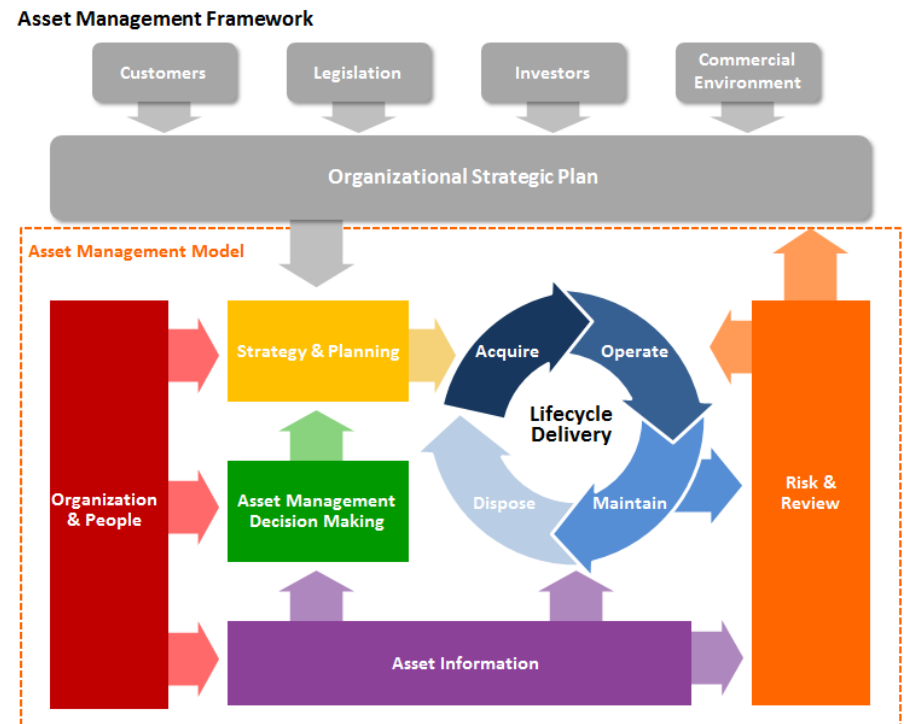 Asset Management Framework
Customers
Legislation
Investors
Commercial
Environment
Organizational Strategic Plan
Asset Management Model
Strategy & Planning
Acquire
Operate
Lifecycle
Delivery
Organization
& People
Asset Management
Decision Making
Dispose
Maintain
Risk &
Review
Asset Information